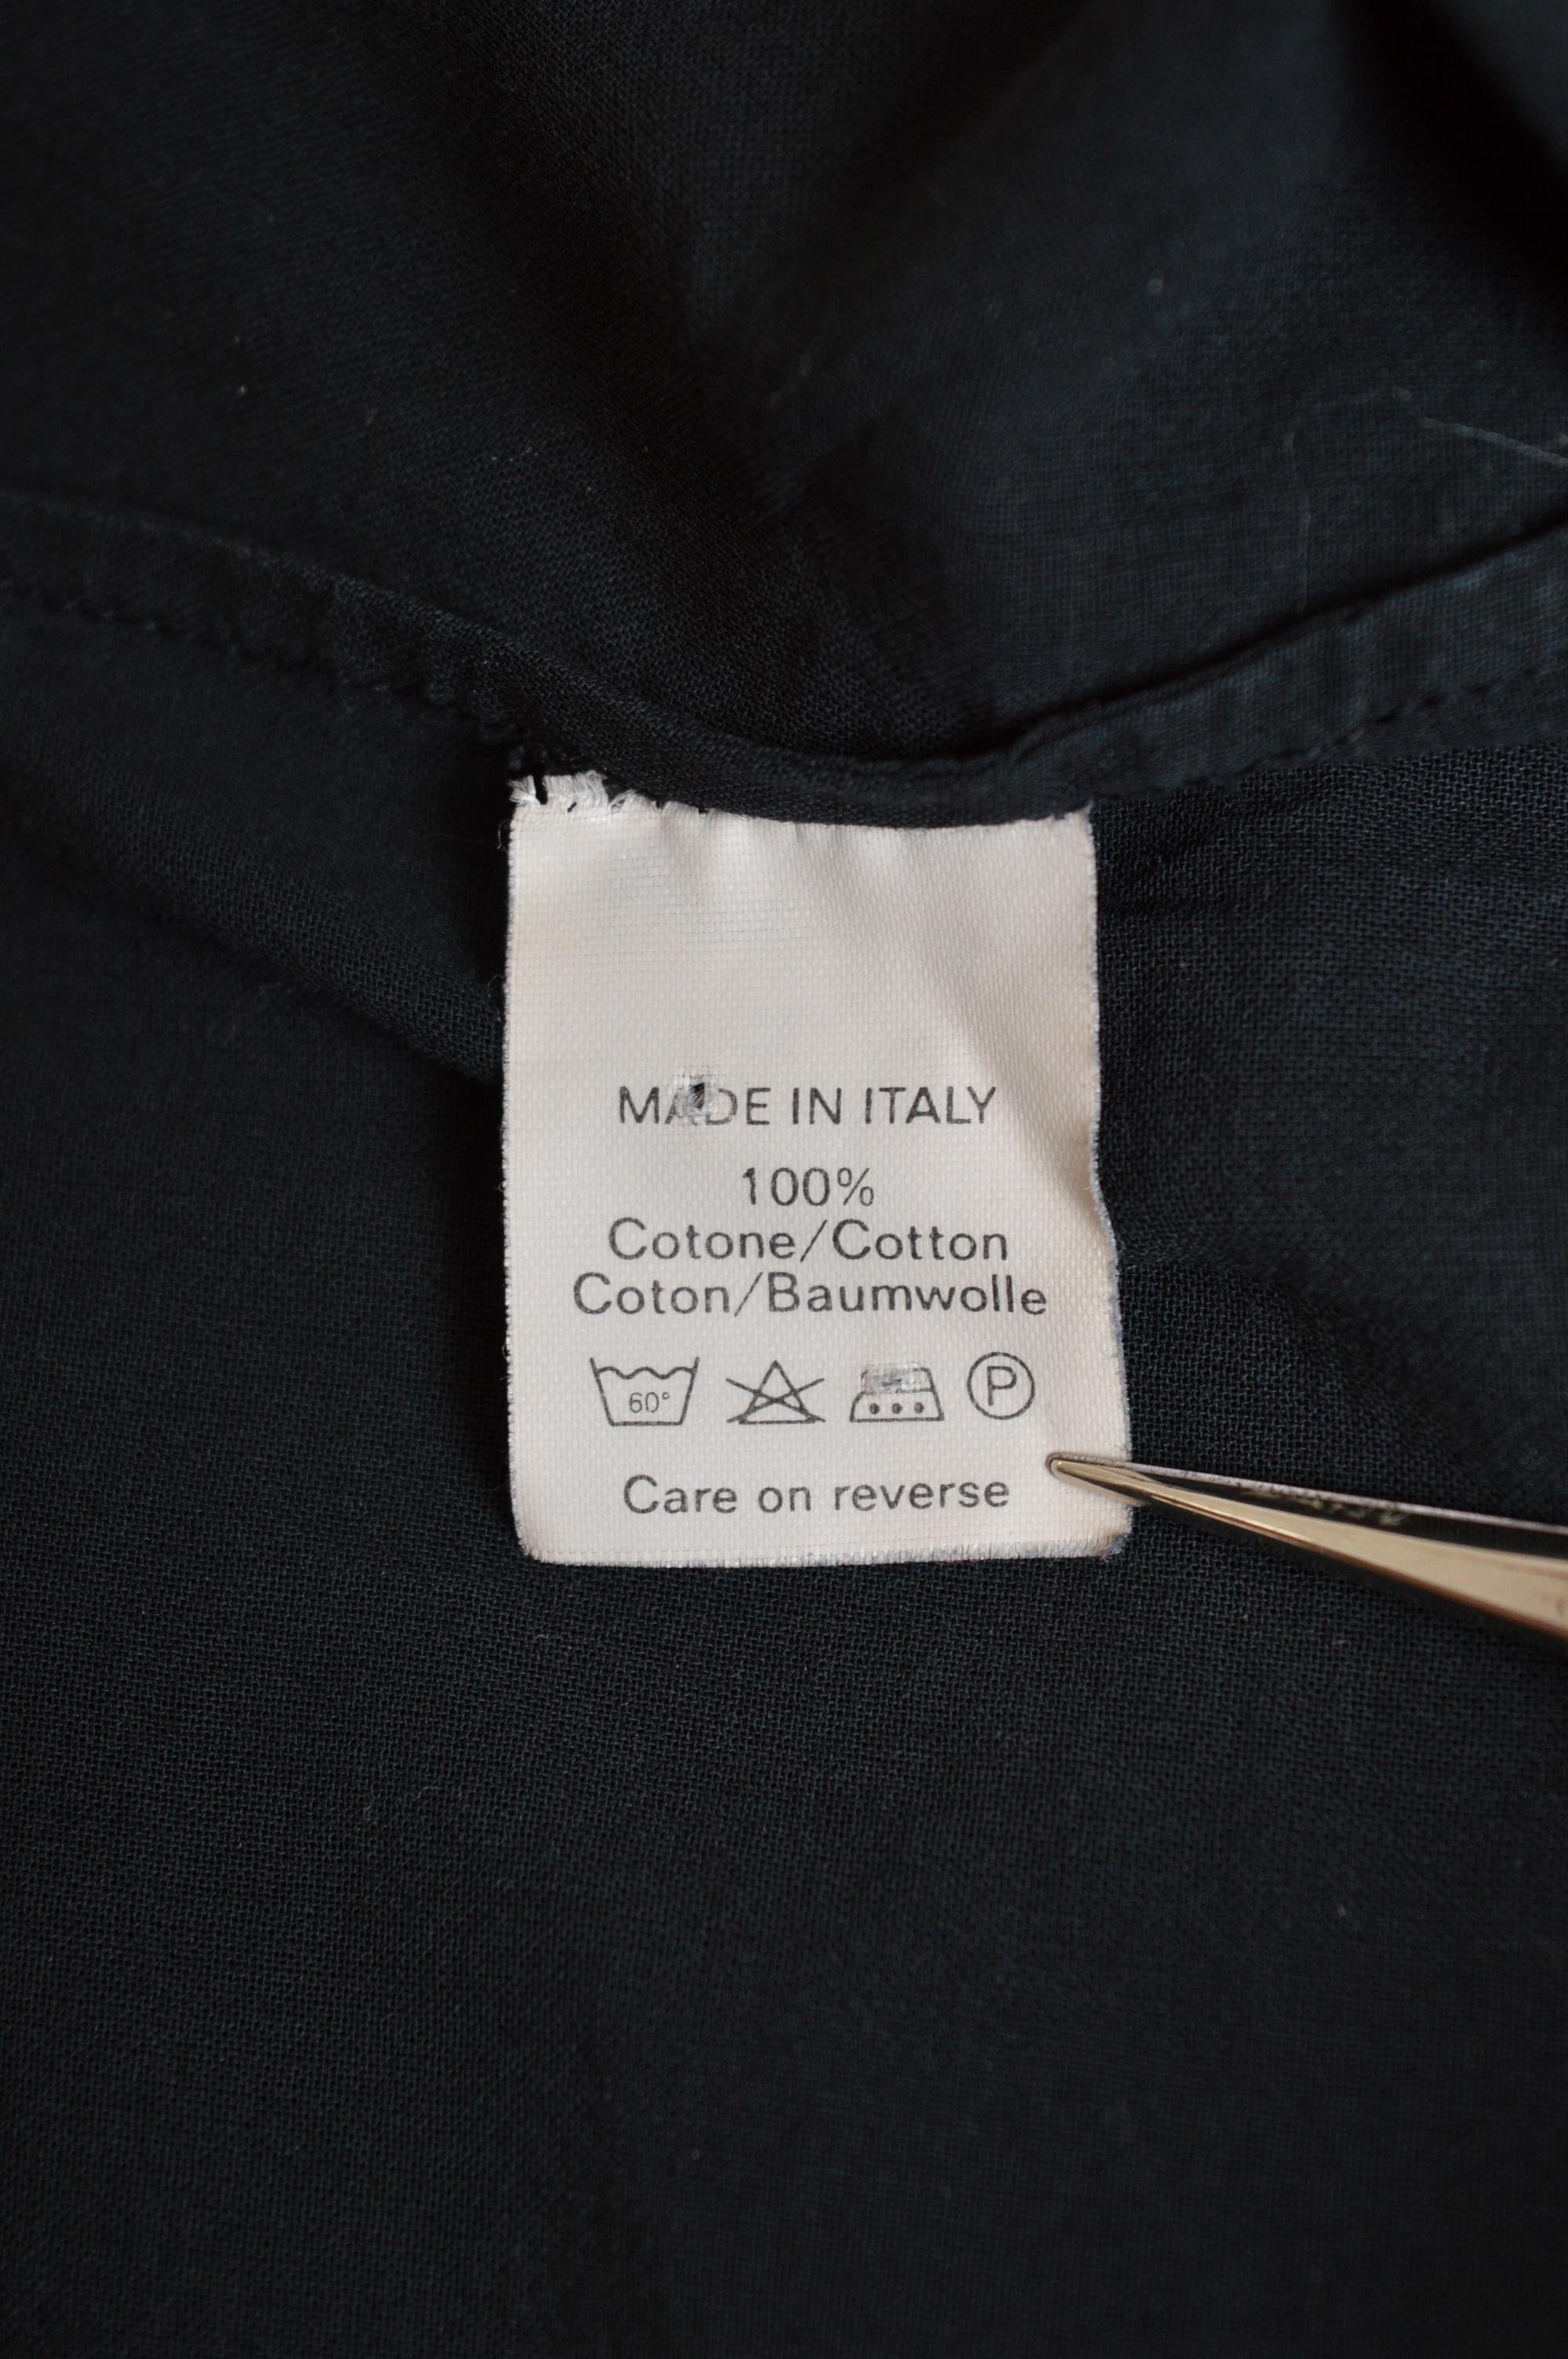 MADE IN ITALY
100%
Cotone/Cotton
Coton/Baumwolle
60° P
Care on reverse